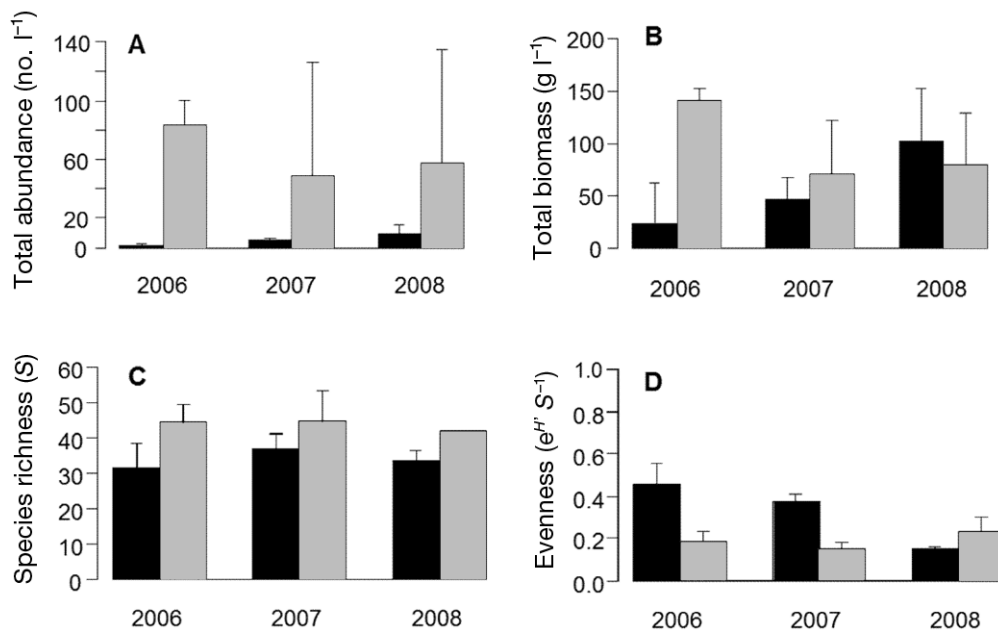 A
Total abundance (no. l⁻¹)
140
100
60
20
0
2006 2007 2008
B
Total biomass (g l⁻¹)
200
150
100
50
0
2006 2007 2008
C
Species richness (S)
60
50
40
30
20
10
0
2006 2007 2008
D
Evenness (eᴴ' S⁻¹)
1.0
0.8
0.6
0.4
0.2
0.0
2006 2007 2008